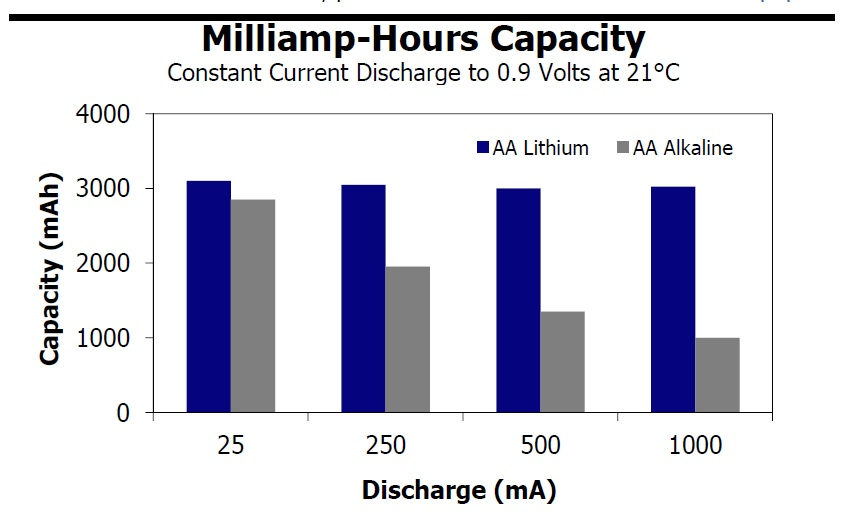 Milliamp-Hours Capacity
Constant Current Discharge to 0.9 Volts at 21°C
4000
AA Lithium AA Alkaline
3000
2000
1000
0
Capacity (mAh)
25 250 500 1000
Discharge (mA)